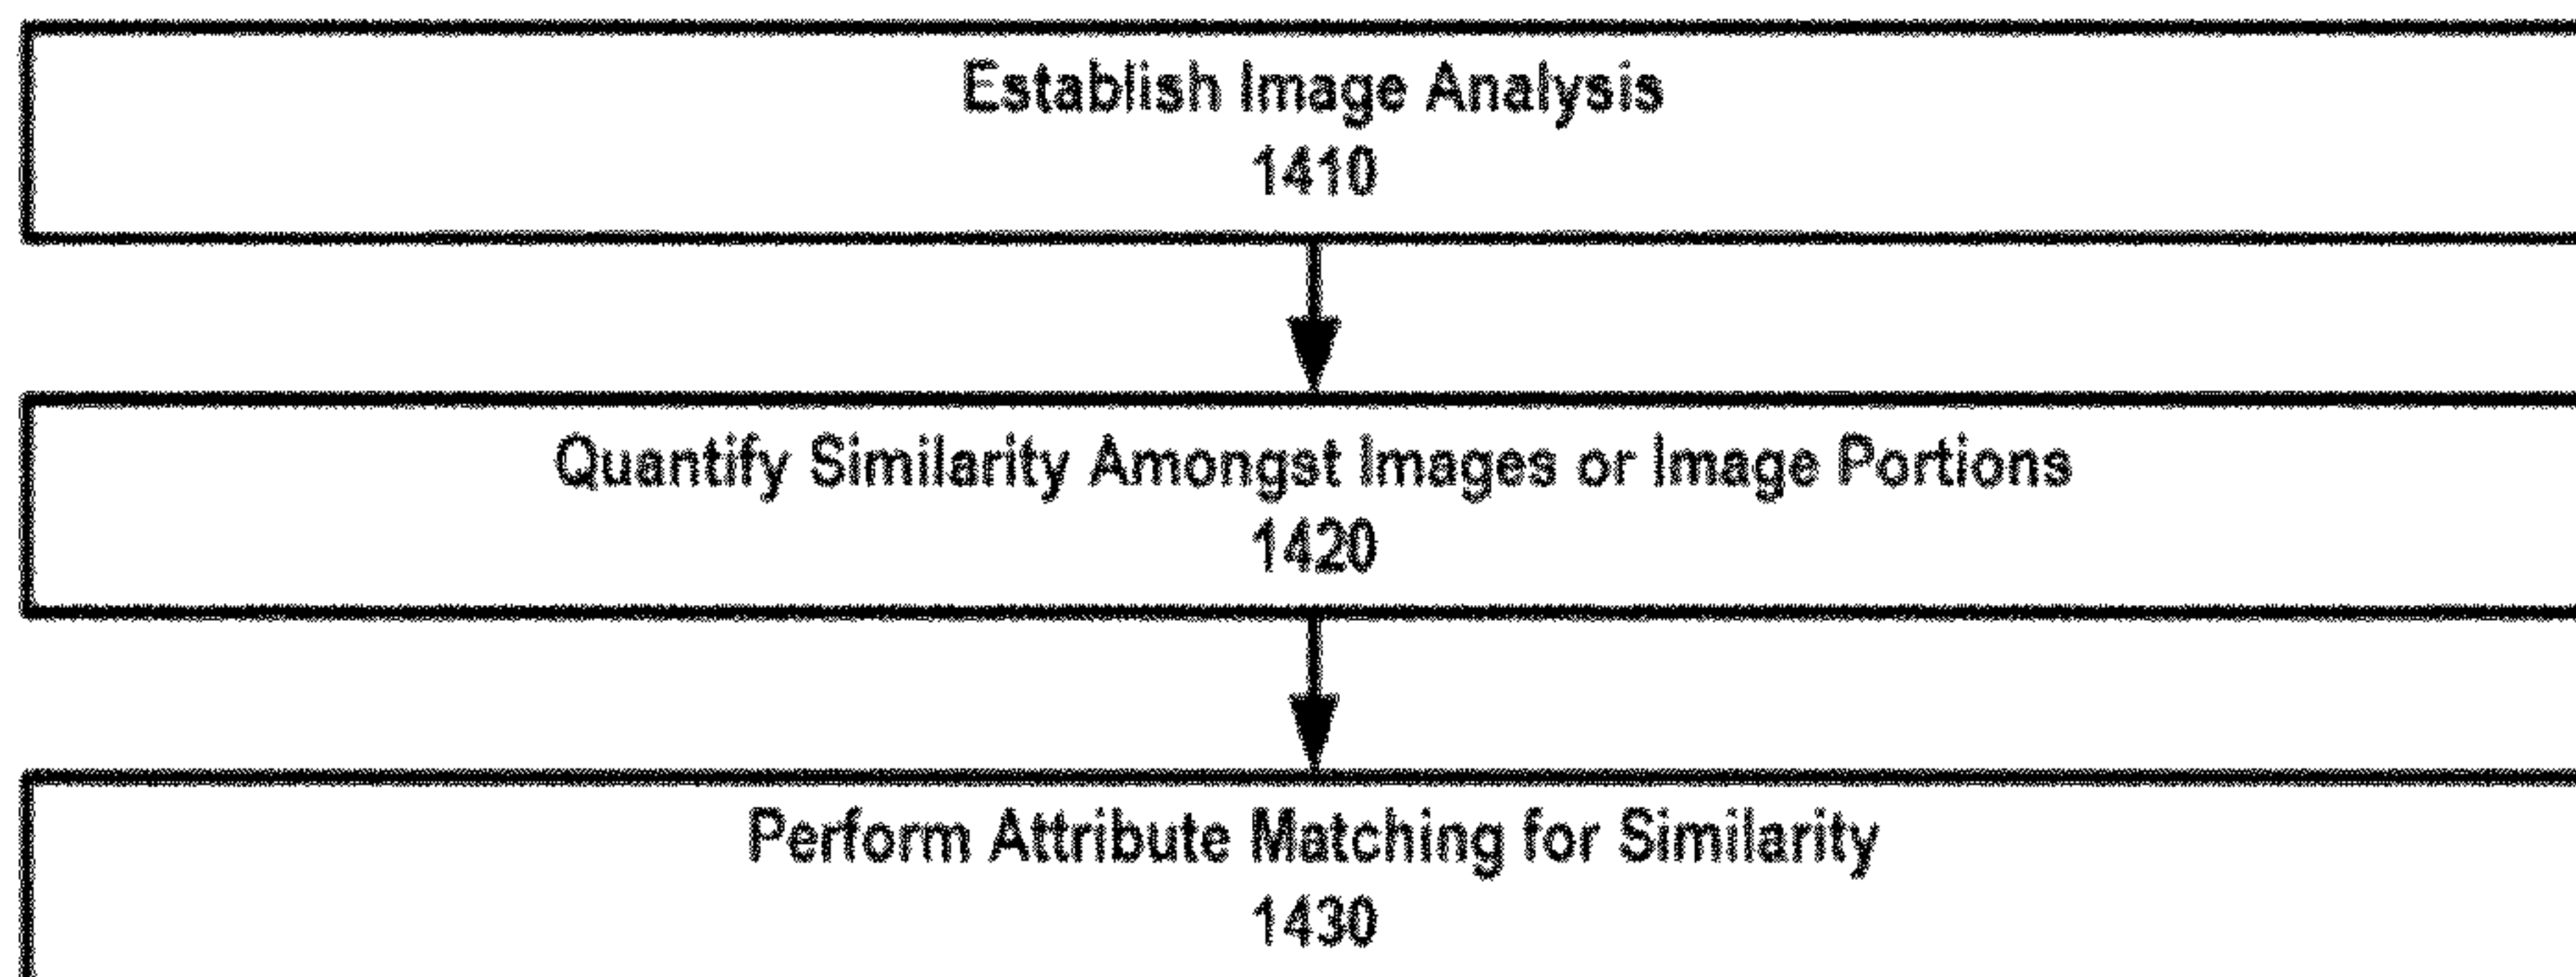 Establish Image Analysis
1410
Quantify Similarity Amongst Images or Image Portions
1420
Perform Attribute Matching for Similarity
1430